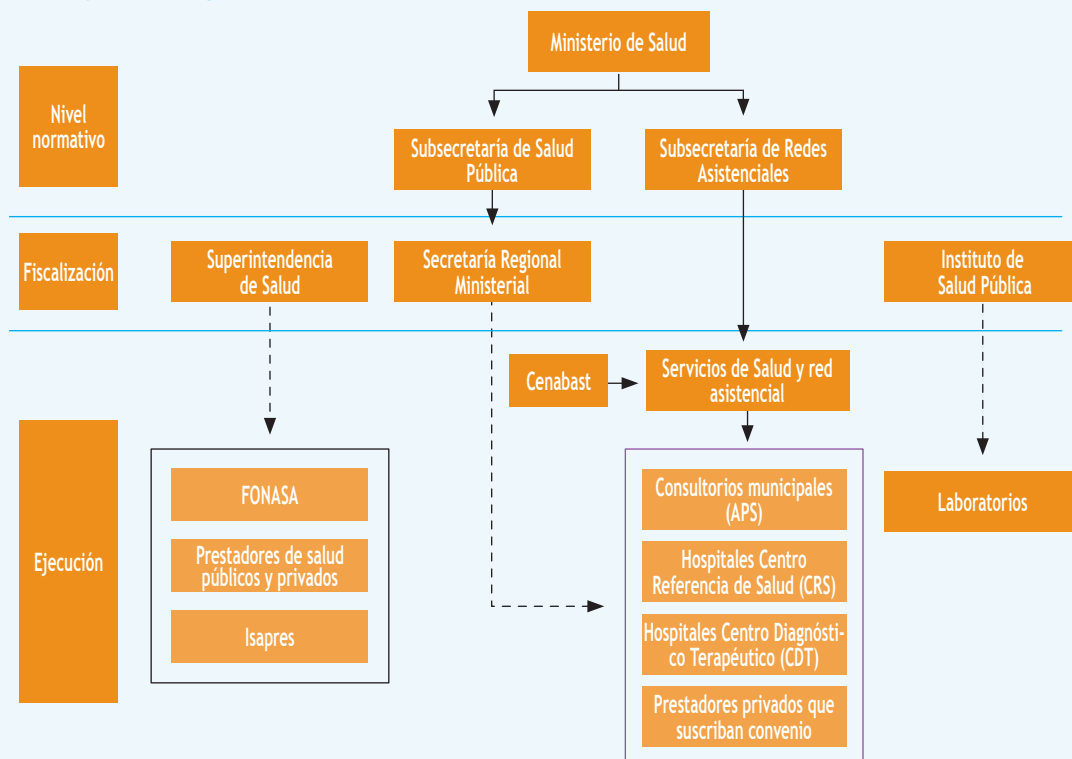 Ministerio de Salud
Nivel
normativo
Subsecretaría de Salud
Pública
Subsecretaría de Redes
Asistenciales
Fiscalización
Superintendencia
de Salud
Secretaría Regional
Ministerial
Instituto de
Salud Pública
Cenabast
Servicios de Salud y red
asistencial
Ejecución
FONASA
Prestadores de salud
públicos y privados
Isapres
Consultorios municipales
(APS)
Hospitales Centro
Referencia de Salud (CRS)
Hospitales Centro Diagnósti-
co Terapéutico (CDT)
Prestadores privados que
suscriban convenio
Laboratorios